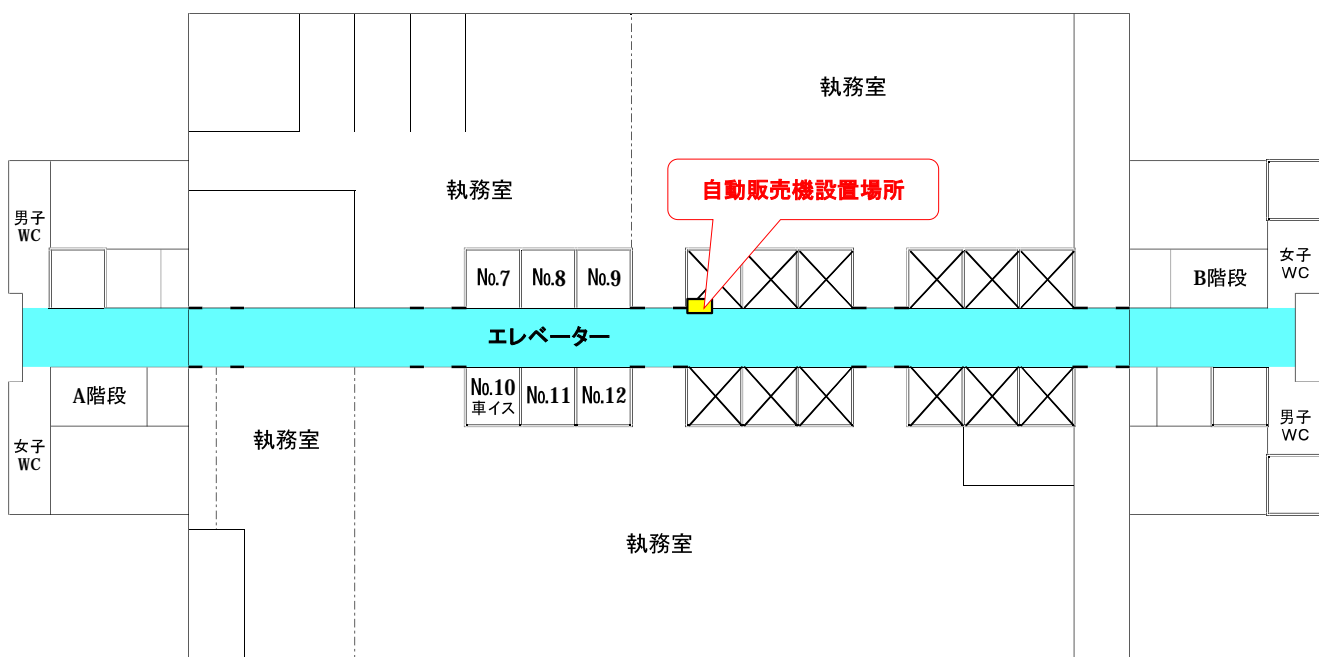 執務室
執務室
自動販売機設置場所
男子
WC
女子
WC
No.7
No.8
No.9
B階段
エレベーター
A階段
No.10
車イス
No.11
No.12
執務室
男子
WC
女子
WC
執務室